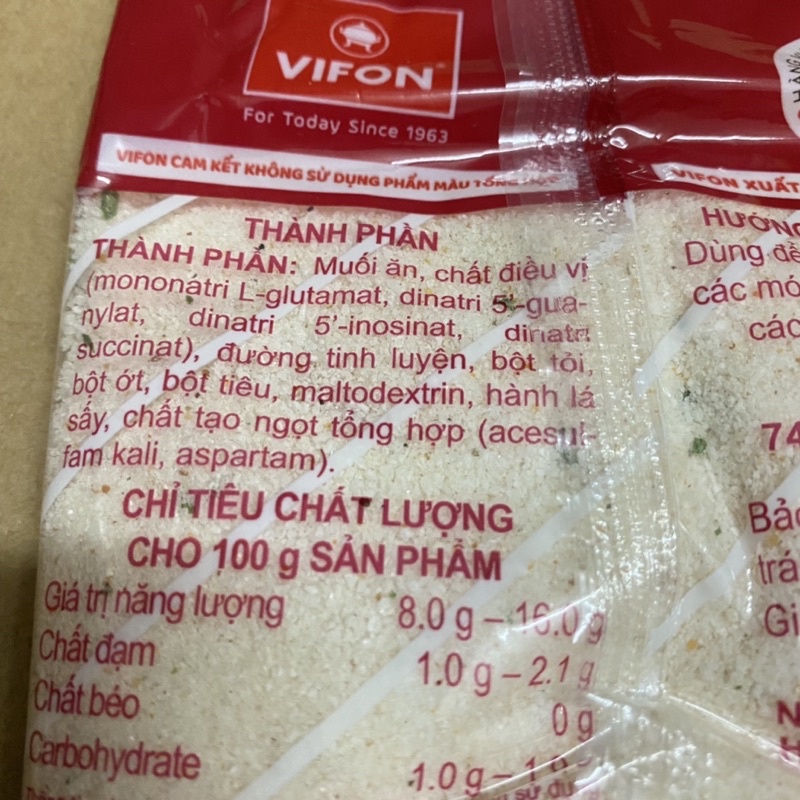 VIFON
For Today Since 1963
VIFON CAM KẾT KHÔNG SỬ DỤNG PHẨM MÀU TỔNG HỢP
THÀNH PHẦN
THÀNH PHẦN: Muối ăn, chất điều vị
(mononátri L-glutamat, dinatri 5'-gua-
nylat, dinatri 5'-inosinat, dinatri
succinat), đường tinh luyện, bột tỏi,
bột ớt, bột tiêu, maltodextrin, hành lá
sấy, chất tạo ngọt tổng hợp (acesul-
fam kali, aspartam).
CHỈ TIÊU CHẤT LƯỢNG
CHO 100 g SẢN PHẨM
Giá trị năng lượng 8.0 g – 16.0 g
Chất đạm 1.0 g – 2.1 g
Chất béo 0 g
Carbohydrate 1.0 g –
sử dụ
VIFON XUẤT
HƯỚNG
Dùng để
các mó
các
74
Bảo
trá
Gi
N
H
HÀNG